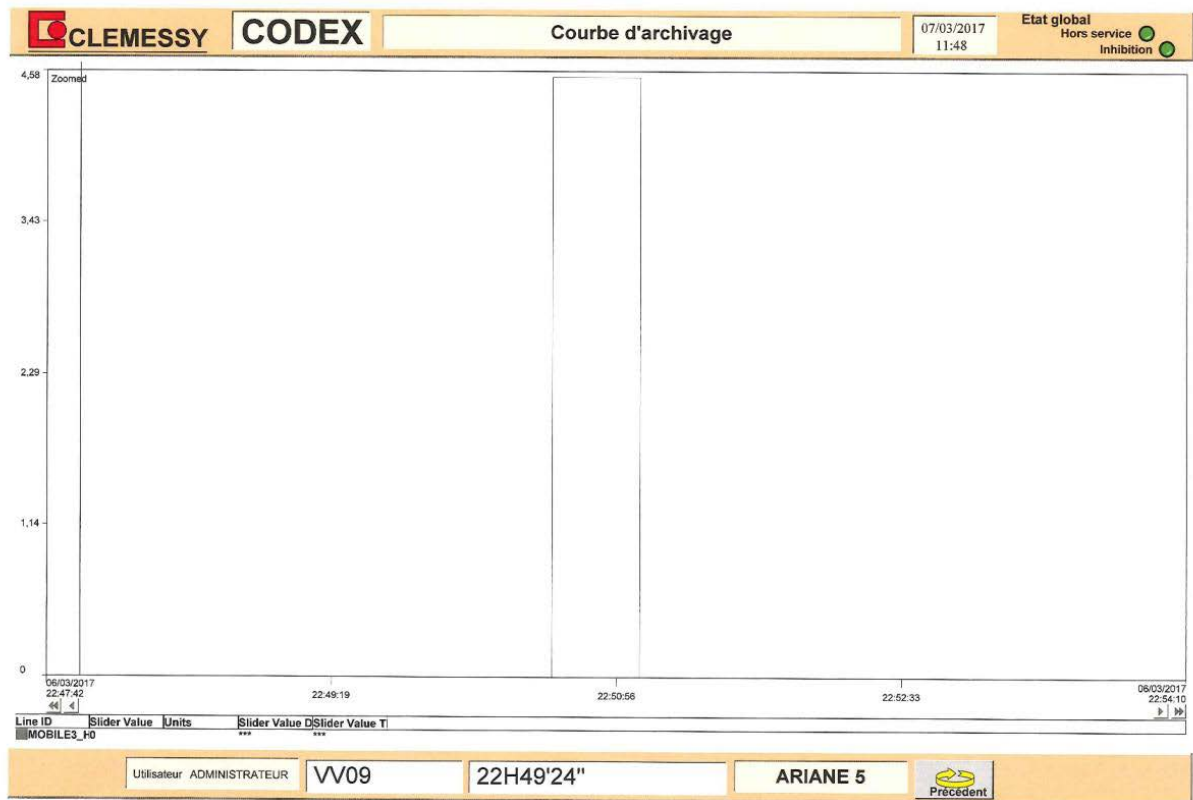 CLEMESSY
CODEX
Courbe d'archivage
07/03/2017
11:48
Etat global
Hors service
Inhibition
4,58
Zoomed
3,43
2,29
1,14
0
06/03/2017
22:47:42
22:49:19
22:50:56
22:52:33
06/03/2017
22:54:10
Line ID Slider Value Units Slider Value D Slider Value T
MOBILE3_H0 *** ***
Utilisateur ADMINISTRATEUR
VV09
22H49'24"
ARIANE 5
Précédent